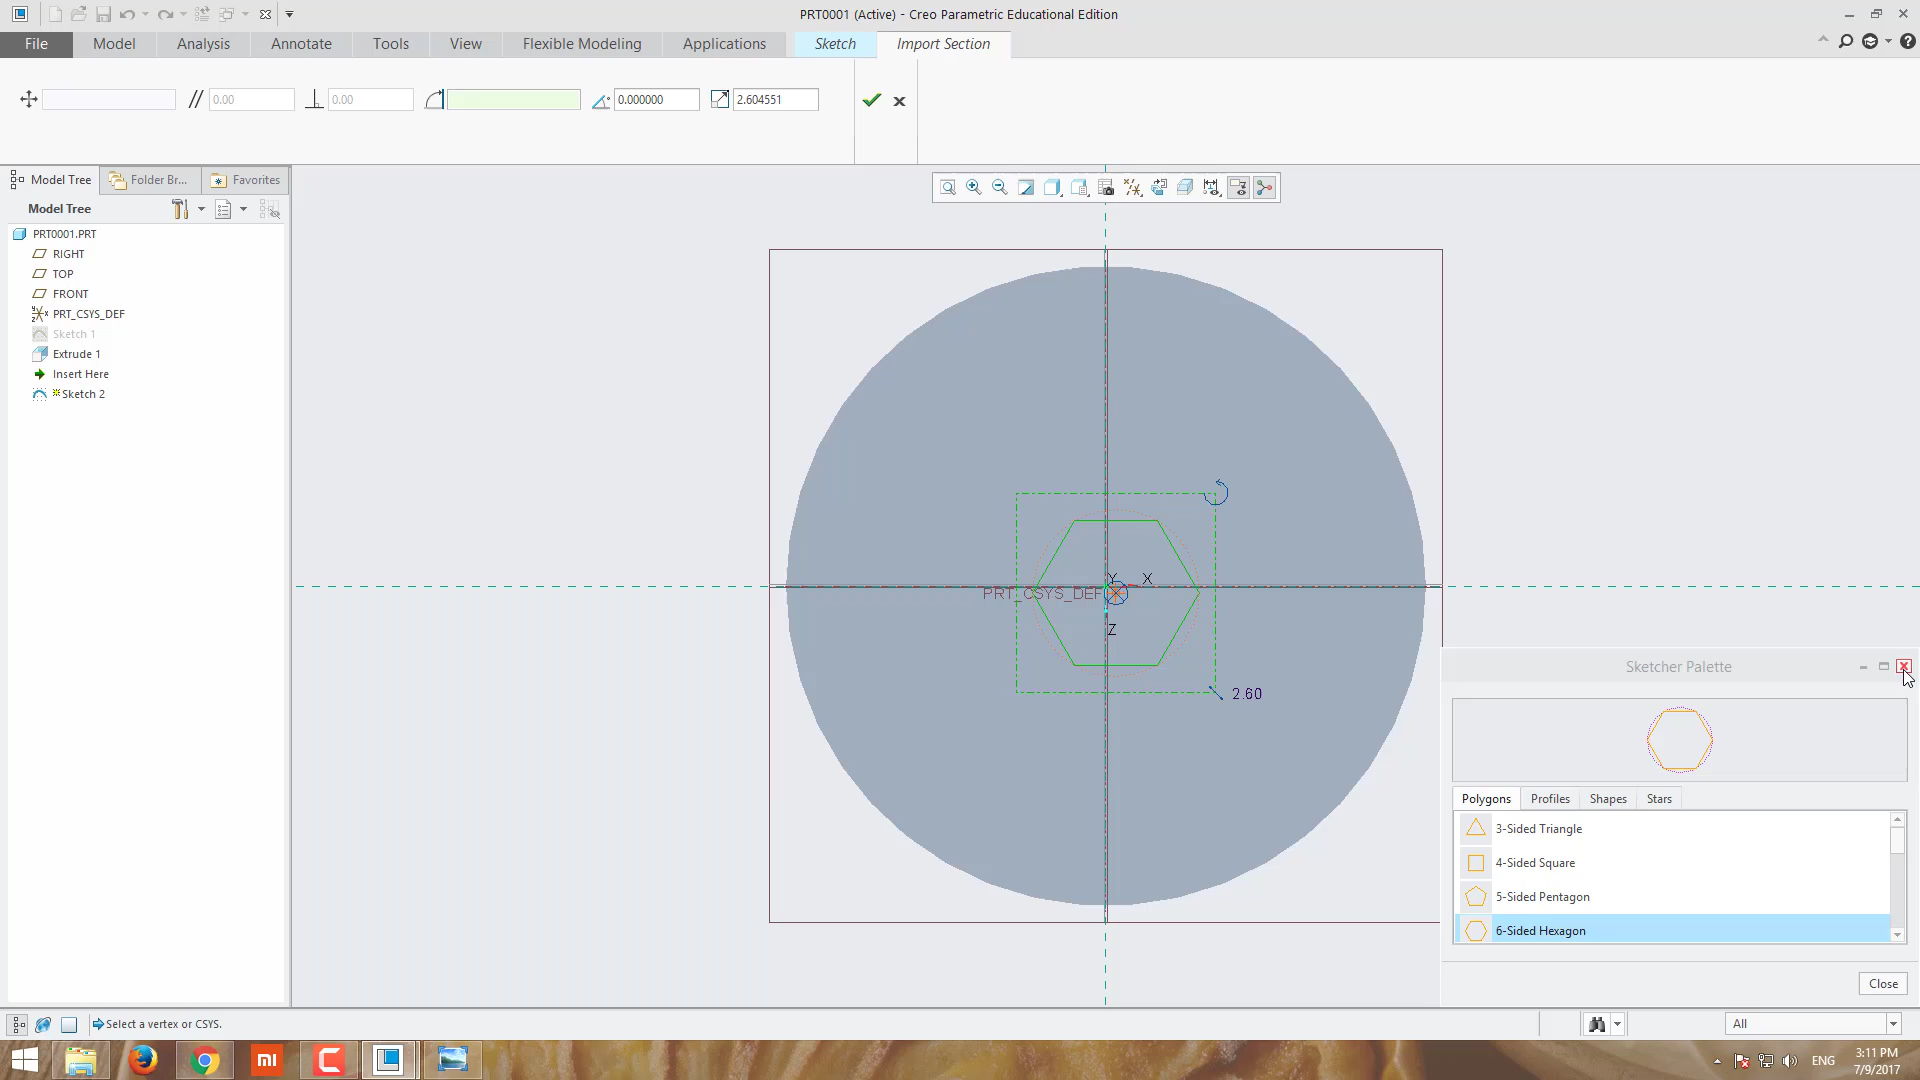 PRT0001 (Active) - Creo Parametric Educational Edition
File Model Analysis Annotate Tools View Flexible Modeling Applications Sketch Import Section
0.00 0.00 0.000000 2.604551
Model Tree Folder Br... Favorites
Model Tree
PRT0001.PRT
RIGHT
TOP
FRONT
PRT_CSYS_DEF
Sketch 1
Extrude 1
Insert Here
Sketch 2
Y X
PRT_CSYS_DEF
Z
2.60
Sketcher Palette
Polygons Profiles Shapes Stars
3-Sided Triangle
4-Sided Square
5-Sided Pentagon
6-Sided Hexagon
Close
Select a vertex or CSYS.
All
mi
ENG
3:11 PM
7/9/2017